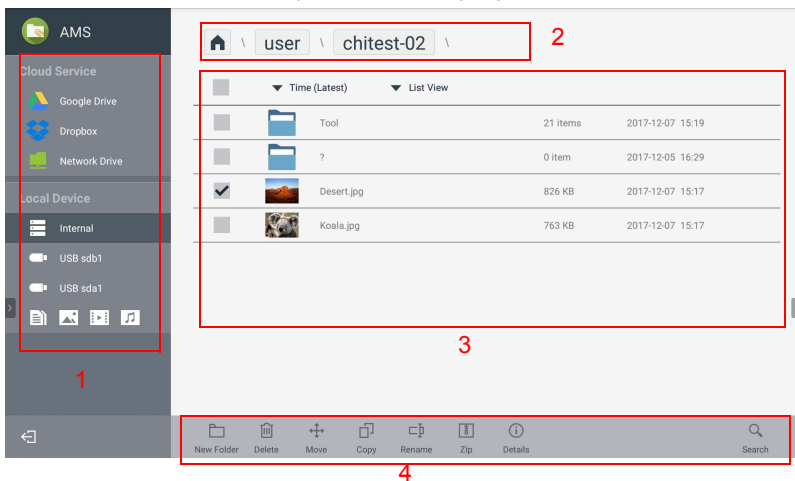 AMS
Cloud Service
Google Drive
Dropbox
Network Drive
Local Device
Internal
USB sdb1
USB sda1
1
\ user \ chitest-02 \
2
Time (Latest) List View
Tool 21 items 2017-12-07 15:19
? 0 item 2017-12-05 16:29
Desert.jpg 826 KB 2017-12-07 15:17
Koala.jpg 763 KB 2017-12-07 15:17
3
New Folder Delete Move Copy Rename Zip Details Search
4